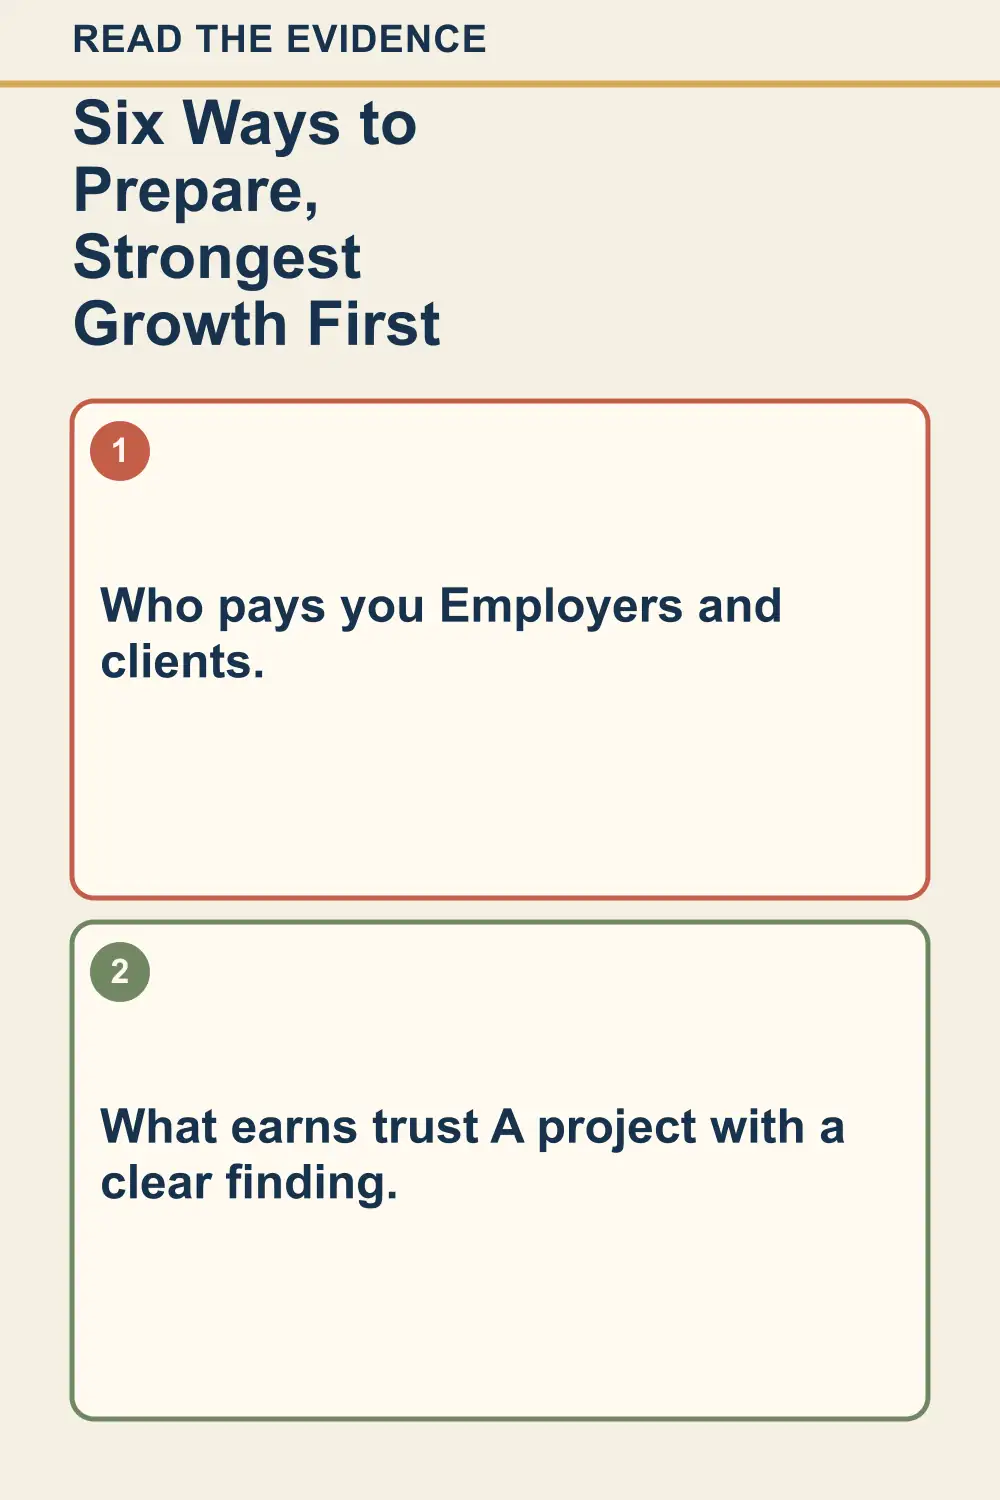 READ THE EVIDENCE
Six Ways to
Prepare,
Strongest
Growth First
1
Who pays you Employers and
clients.
2
What earns trust A project with a
clear finding.